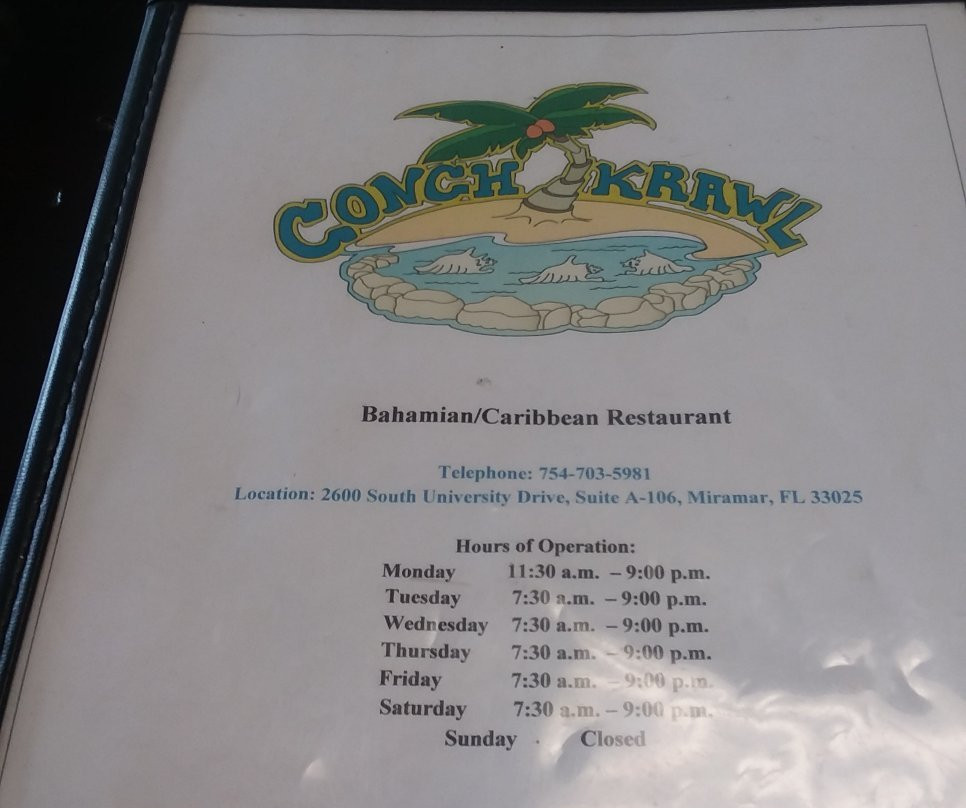 CONCH KRAWL
Bahamian/Caribbean Restaurant
Telephone: 754-703-5981
Location: 2600 South University Drive, Suite A-106, Miramar, FL 33025
Hours of Operation:
Monday 11:30 a.m. – 9:00 p.m.
Tuesday 7:30 a.m. – 9:00 p.m.
Wednesday 7:30 a.m. – 9:00 p.m.
Thursday 7:30 a.m. – 9:00 p.m.
Friday 7:30 a.m. – 9:00 p.m.
Saturday 7:30 a.m. – 9:00 p.m.
Sunday Closed